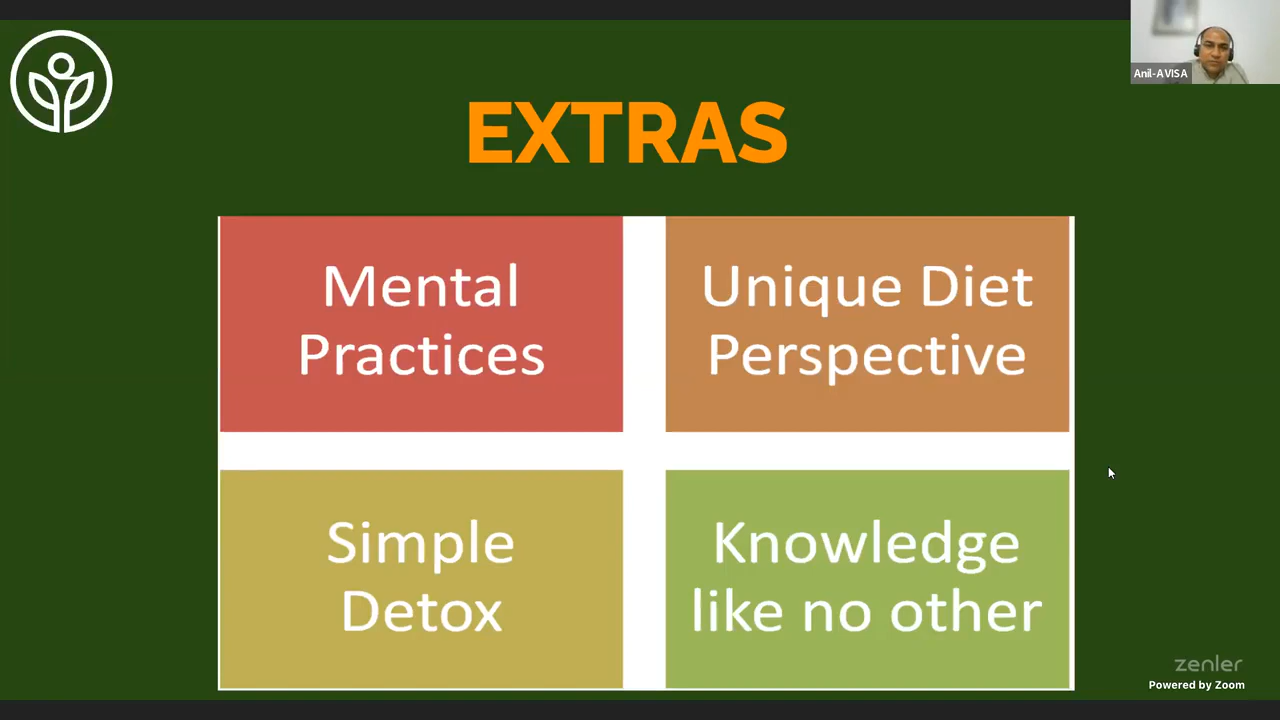 Anil-AVISA
EXTRAS
Mental
Practices
Unique Diet
Perspective
Simple
Detox
Knowledge
like no other
zenler
Powered by Zoom